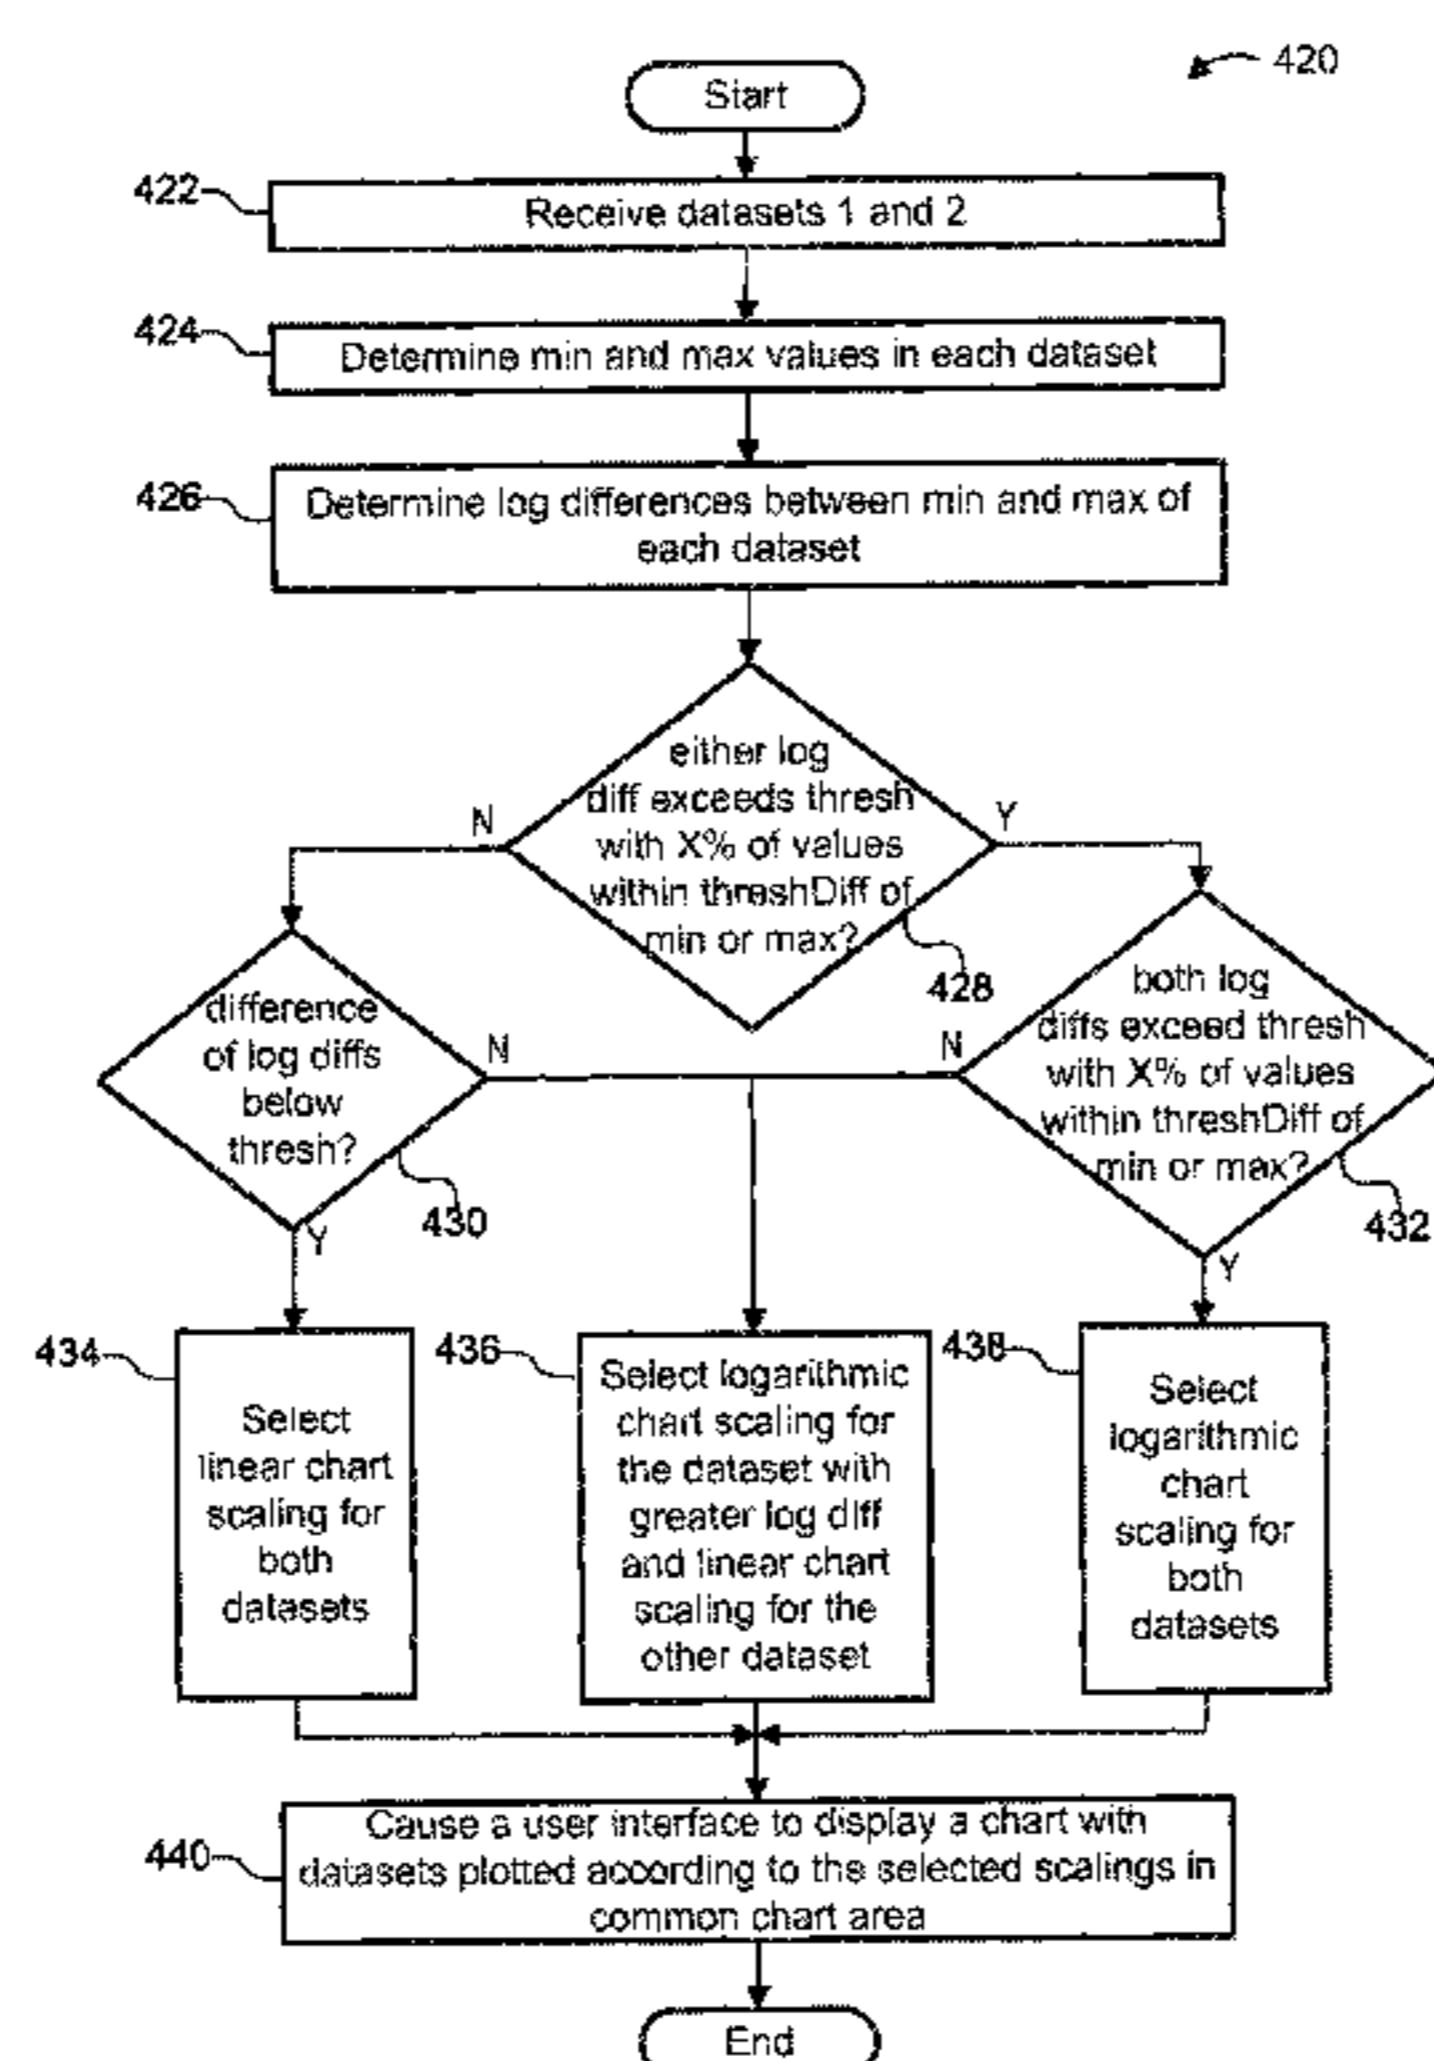 420
Start
422
Receive datasets 1 and 2
424
Determine min and max values in each dataset
426
Determine log differences between min and max of
each dataset
either log
diff exceeds thresh
with X% of values
within threshDiff of
min or max?
N
Y
428
difference
of log diffs
below
thresh?
N
Y
430
both log
diffs exceed thresh
with X% of values
within threshDiff of
min or max?
N
Y
432
434
Select
linear chart
scaling for
both
datasets
436
Select logarithmic
chart scaling for
the dataset with
greater log diff
and linear chart
scaling for the
other dataset
438
Select
logarithmic
chart
scaling for
both
datasets
440
Cause a user interface to display a chart with
datasets plotted according to the selected scalings in
common chart area
End